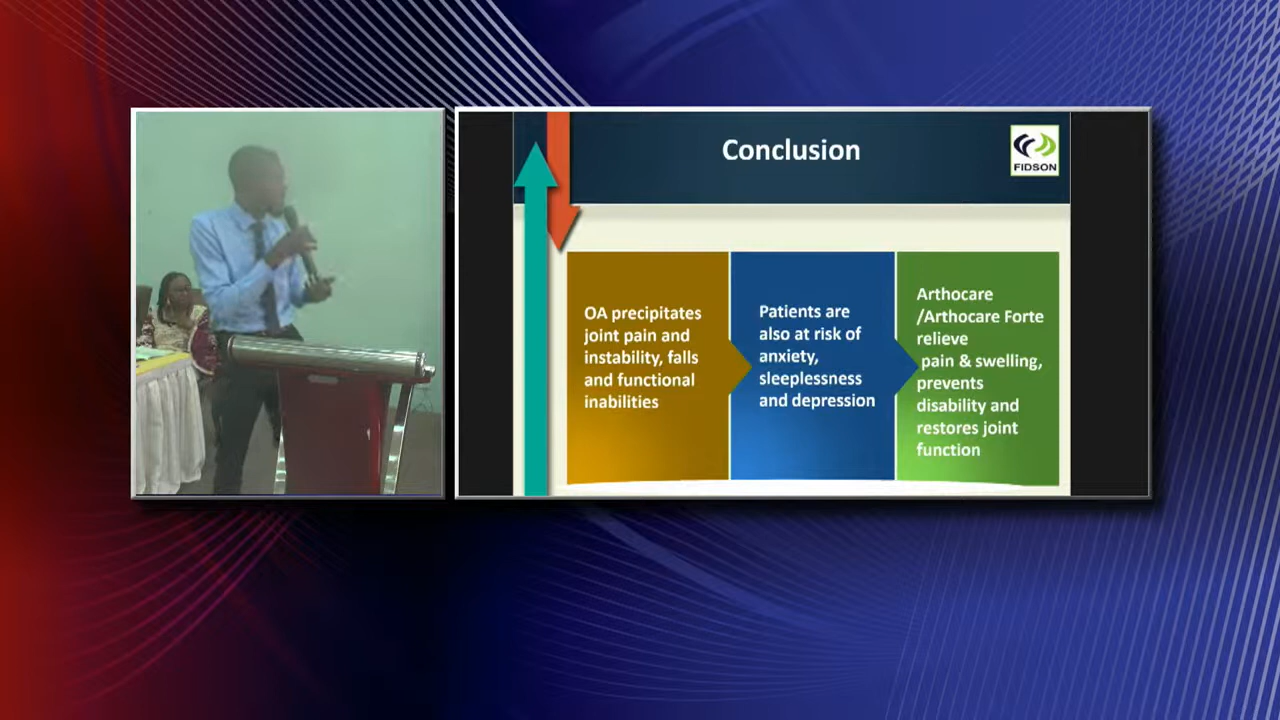 Conclusion
FIDSON
OA precipitates
joint pain and
instability, falls
and functional
inabilities
Patients are
also at risk of
anxiety,
sleeplessness
and depression
Arthocare
/Arthocare Forte
relieve
pain & swelling,
prevents
disability and
restores joint
function